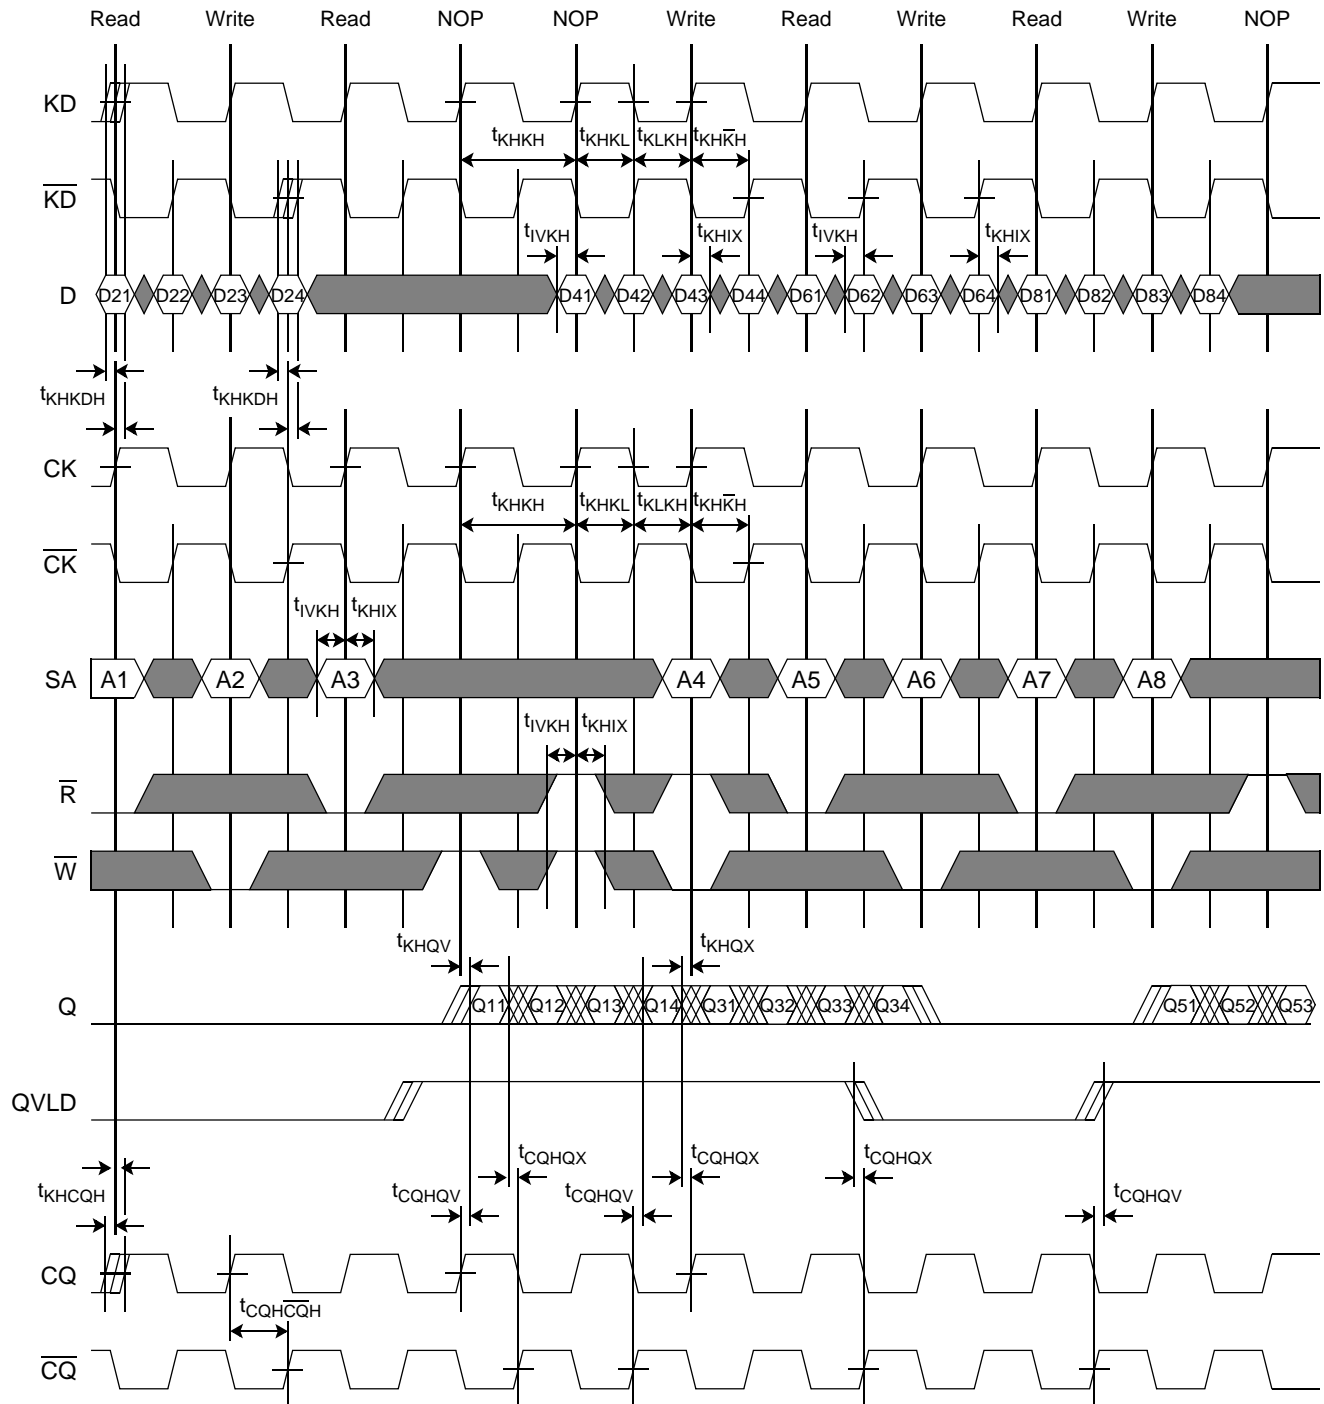 Read Write Read NOP NOP Write Read Write Read Write NOP
KD
tKHKH tKHKL tKLKH tKHK̅H
K̅D̅
tIVKH tKHIX tIVKH tKHIX
D D21 D22 D23 D24 D41 D42 D43 D44 D61 D62 D63 D64 D81 D82 D83 D84
tKHKDH tKHKDH
CK
tKHKH tKHKL tKLKH tKHK̅H
C̅K̅
tIVKH tKHIX
SA A1 A2 A3 A4 A5 A6 A7 A8
tIVKH tKHIX
R̅
W̅
tKHQV tKHQX
Q Q11 Q12 Q13 Q14 Q31 Q32 Q33 Q34 Q51 Q52 Q53
QVLD
tCQHQX tCQHQX tCQHQX
tKHCQH tCQHQV tCQHQV tCQHQV
CQ
tCQHC̅Q̅H
C̅Q̅